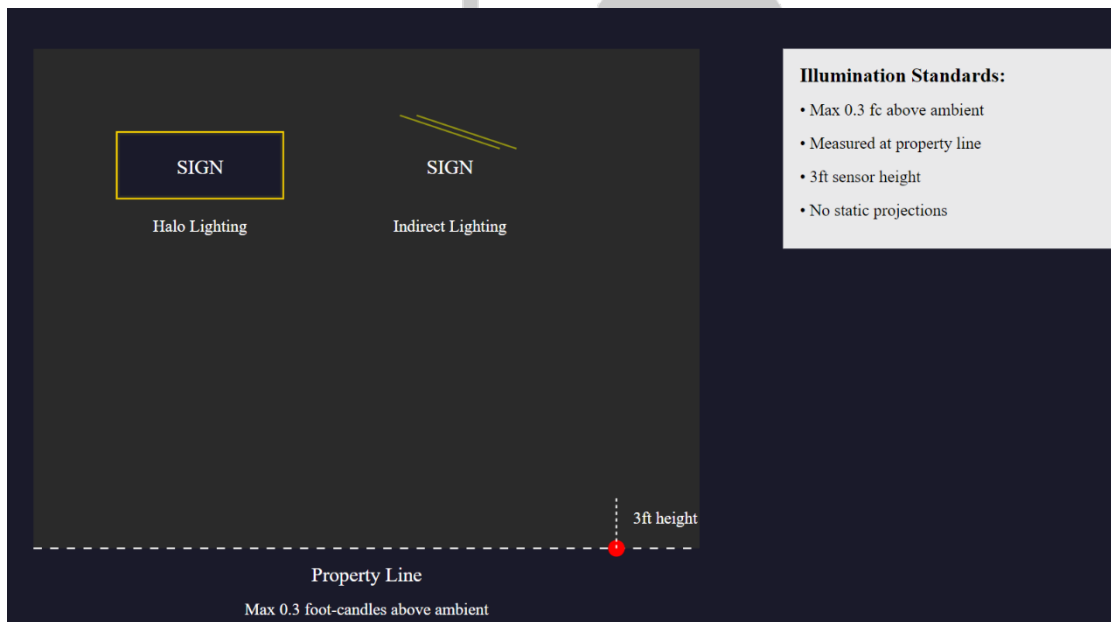 Illumination Standards:
• Max 0.3 fc above ambient
• Measured at property line
• 3ft sensor height
• No static projections
SIGN
SIGN
Halo Lighting
Indirect Lighting
3ft height
Property Line
Max 0.3 foot-candles above ambient